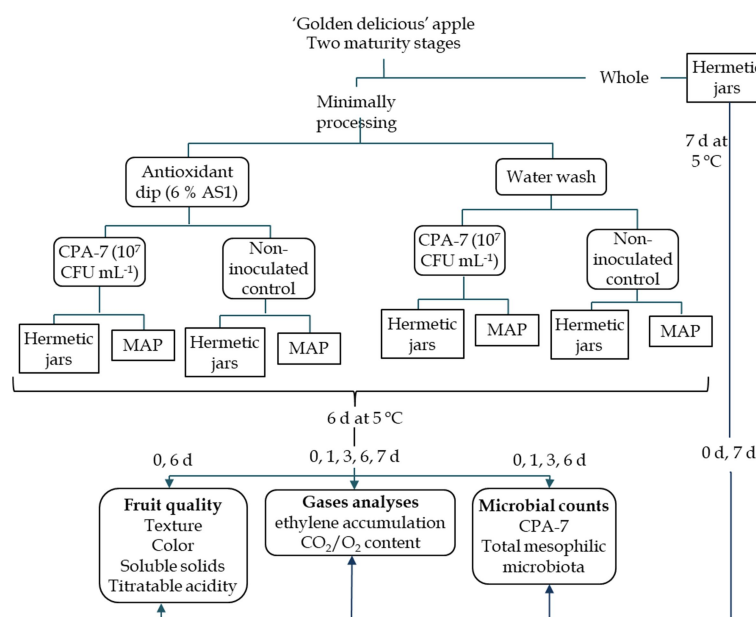 ‘Golden delicious’ apple
Two maturity stages
Whole
Hermetic
jars
Minimally
processing
7 d at
5 ºC
Antioxidant
dip (6 % AS1)
Water wash
CPA-7 (10⁷
CFU mL⁻¹)
Non-
inoculated
control
CPA-7 (10⁷
CFU mL⁻¹)
Non-
inoculated
control
Hermetic
jars
MAP
Hermetic
jars
MAP
Hermetic
jars
MAP
Hermetic
jars
MAP
6 d at 5 ºC
0, 6 d
0, 1, 3, 6, 7 d
0, 1, 3, 6 d
0 d, 7 d
Fruit quality
Texture
Color
Soluble solids
Titratable acidity
Gases analyses
ethylene accumulation
CO₂/O₂ content
Microbial counts
CPA-7
Total mesophilic
microbiota